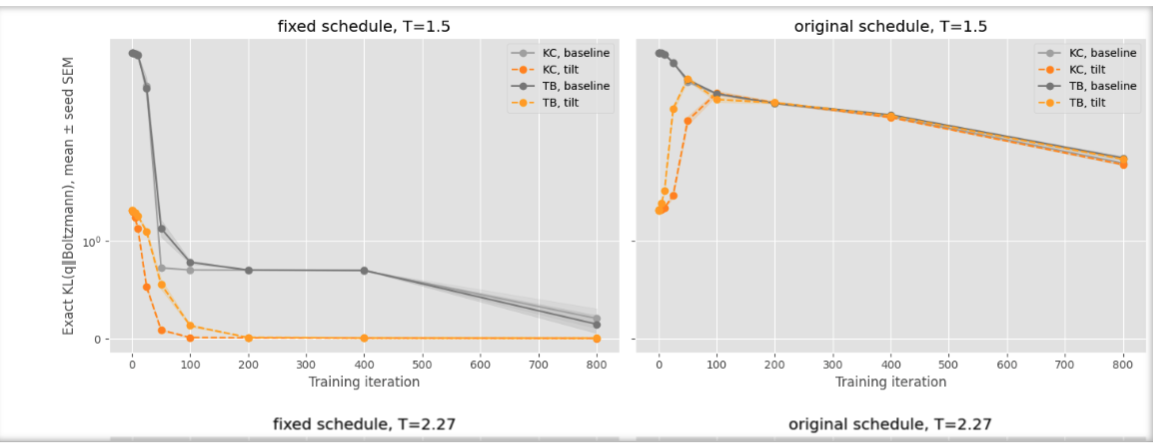 fixed schedule, T=1.5
original schedule, T=1.5
Exact KL(q∥Boltzmann), mean ± seed SEM
10⁰
0
KC, baseline
KC, tilt
TB, baseline
TB, tilt
KC, baseline
KC, tilt
TB, baseline
TB, tilt
0 100 200 300 400 500 600 700 800
0 100 200 300 400 500 600 700 800
Training iteration
Training iteration
fixed schedule, T=2.27
original schedule, T=2.27